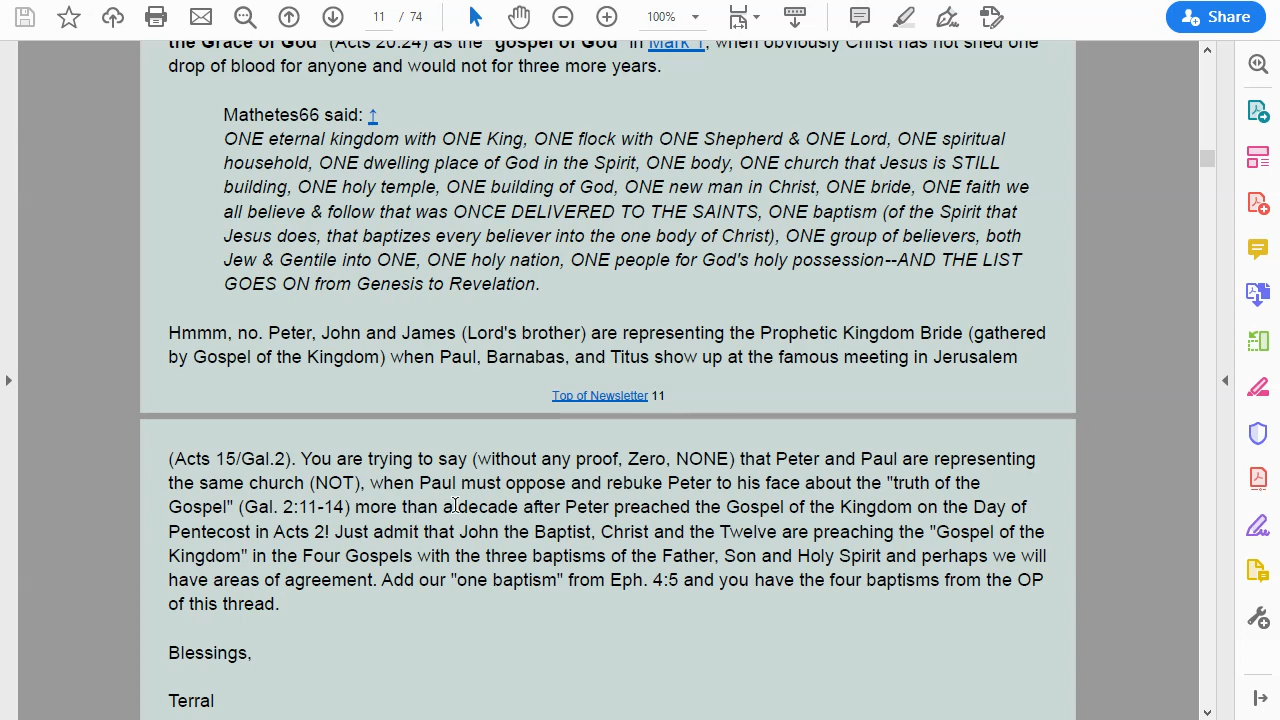 11 / 74
100%
Share
the Grace of God" (Acts 20:24) as the "gospel of God" in Mark 1, when obviously Christ has not shed one
drop of blood for anyone and would not for three more years.
Mathetes66 said: ↑
ONE eternal kingdom with ONE King, ONE flock with ONE Shepherd & ONE Lord, ONE spiritual
household, ONE dwelling place of God in the Spirit, ONE body, ONE church that Jesus is STILL
building, ONE holy temple, ONE building of God, ONE new man in Christ, ONE bride, ONE faith we
all believe & follow that was ONCE DELIVERED TO THE SAINTS, ONE baptism (of the Spirit that
Jesus does, that baptizes every believer into the one body of Christ), ONE group of believers, both
Jew & Gentile into ONE, ONE holy nation, ONE people for God's holy possession--AND THE LIST
GOES ON from Genesis to Revelation.
Hmmm, no. Peter, John and James (Lord's brother) are representing the Prophetic Kingdom Bride (gathered
by Gospel of the Kingdom) when Paul, Barnabas, and Titus show up at the famous meeting in Jerusalem
Top of Newsletter 11
(Acts 15/Gal.2). You are trying to say (without any proof, Zero, NONE) that Peter and Paul are representing
the same church (NOT), when Paul must oppose and rebuke Peter to his face about the "truth of the
Gospel" (Gal. 2:11-14) more than a decade after Peter preached the Gospel of the Kingdom on the Day of
Pentecost in Acts 2! Just admit that John the Baptist, Christ and the Twelve are preaching the "Gospel of the
Kingdom" in the Four Gospels with the three baptisms of the Father, Son and Holy Spirit and perhaps we will
have areas of agreement. Add our "one baptism" from Eph. 4:5 and you have the four baptisms from the OP
of this thread.
Blessings,
Terral